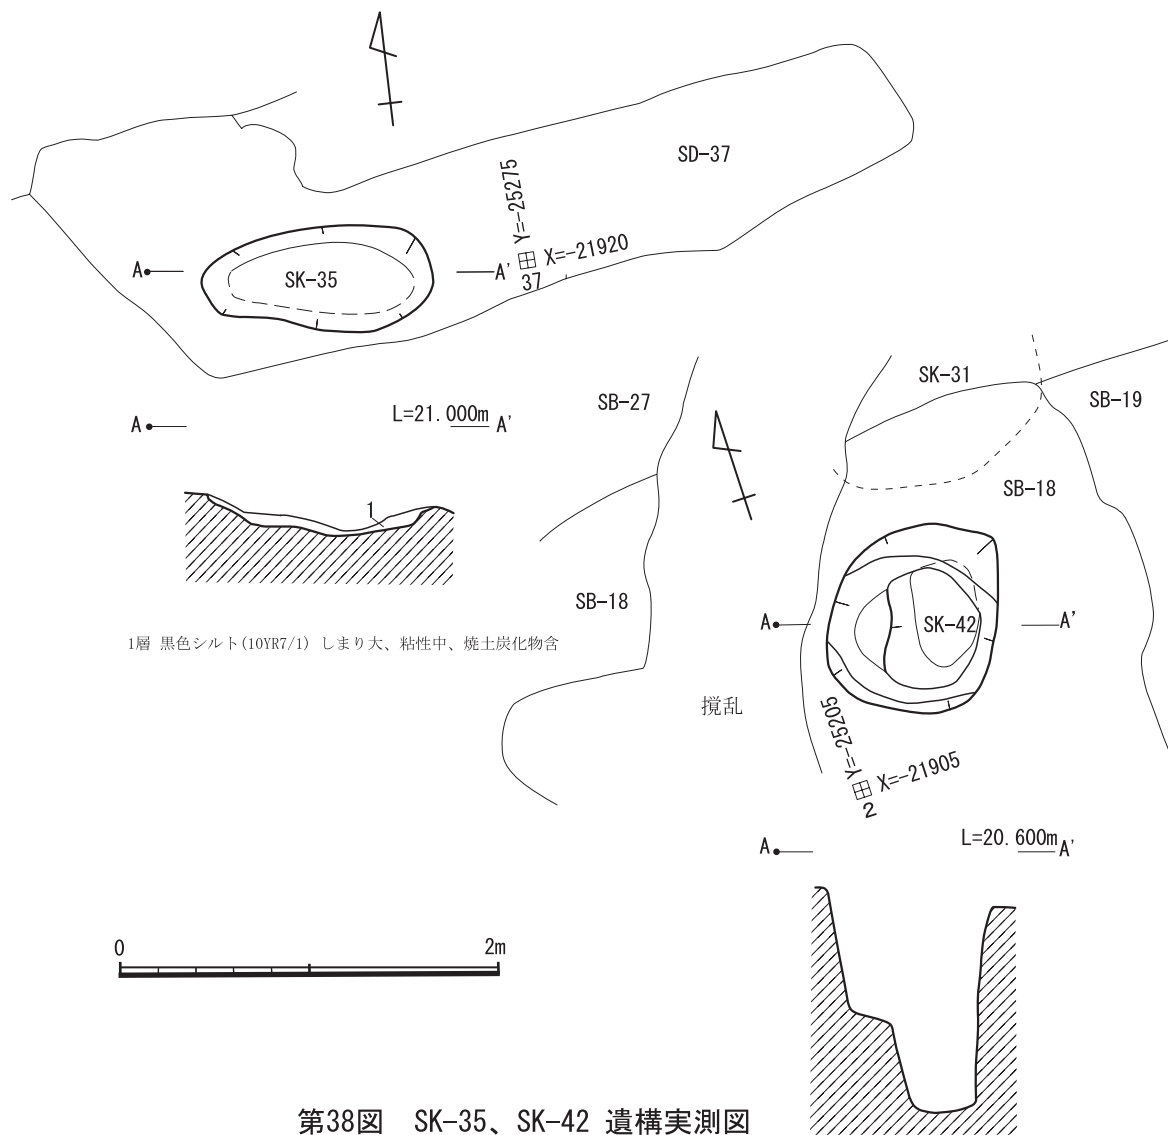 SD-37
Y=-25275
X=-21920
37
A
SK-35
A'
A
L=21.000m
A'
1
1層 黒色シルト(10YR7/1) しまり大、粘性中、焼土炭化物含
SB-27
SK-31
SB-19
SB-18
SB-18
A
SK-42
A'
撹乱
Y=-25205
X=-21905
2
A
L=20.600m
A'
0
2m
第38図 SK-35、SK-42 遺構実測図